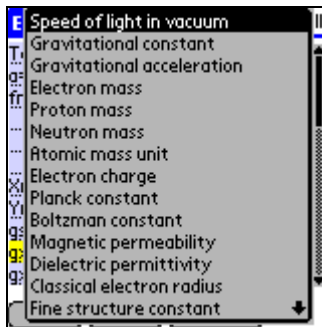 Speed of light in vacuum
Gravitational constant
Gravitational acceleration
Electron mass
Proton mass
Neutron mass
Atomic mass unit
Electron charge
Planck constant
Boltzman constant
Magnetic permeability
Dielectric permittivity
Classical electron radius
Fine structure constant